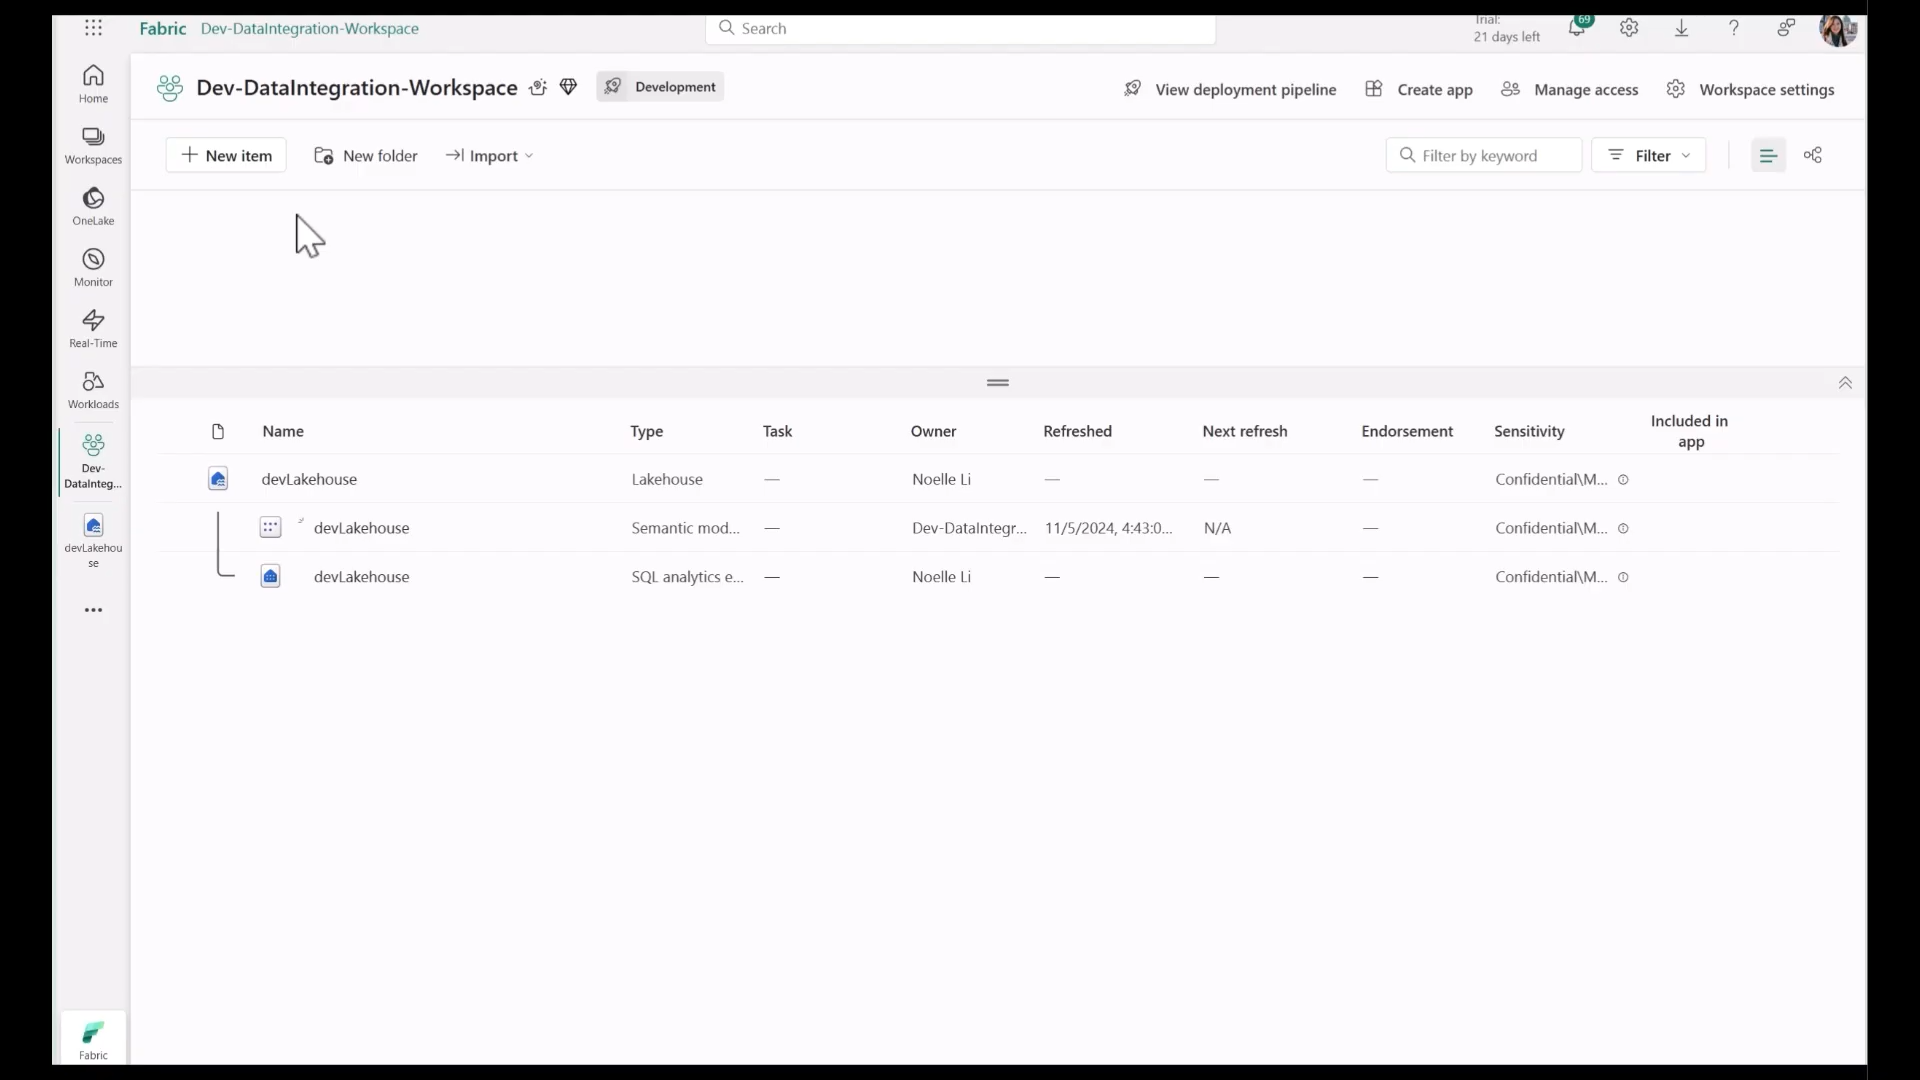 Fabric Dev-DataIntegration-Workspace
Search
Trial:
21 days left
69
?
Home
Workspaces
OneLake
Monitor
Real-Time
Workloads
Dev-
DataInteg...
devLakehou
se
Fabric
Dev-DataIntegration-Workspace
Development
View deployment pipeline
Create app
Manage access
Workspace settings
New item
New folder
Import
Filter by keyword
Filter
Name Type Task Owner Refreshed Next refresh Endorsement Sensitivity Included in
app
devLakehouse Lakehouse — Noelle Li — — — Confidential\M...
devLakehouse Semantic mod... — Dev-DataIntegr... 11/5/2024, 4:43:0... N/A — Confidential\M...
devLakehouse SQL analytics e... — Noelle Li — — — Confidential\M...